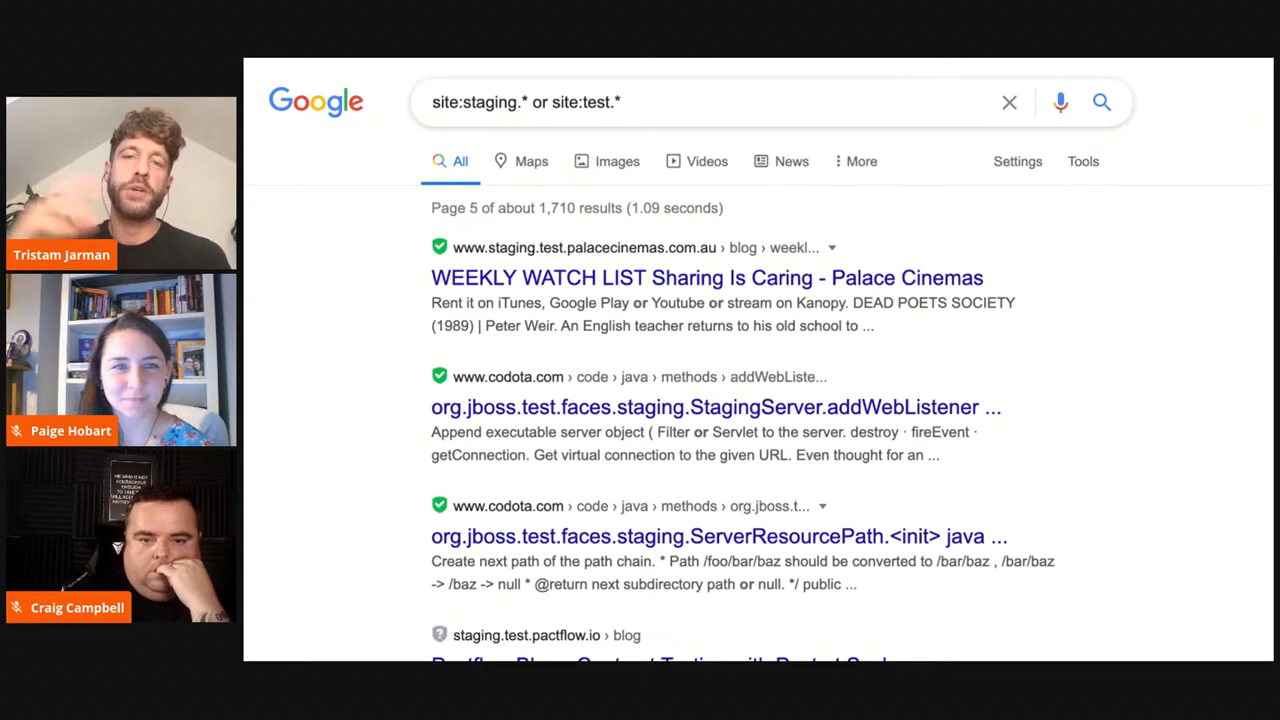 Tristam Jarman
Paige Hobart
Craig Campbell
Google
site:staging.* or site:test.*
All
Maps
Images
Videos
News
More
Settings
Tools
Page 5 of about 1,710 results (1.09 seconds)
www.staging.test.palacecinemas.com.au › blog › weekl...
WEEKLY WATCH LIST Sharing Is Caring - Palace Cinemas
Rent it on iTunes, Google Play or Youtube or stream on Kanopy. DEAD POETS SOCIETY
(1989) | Peter Weir. An English teacher returns to his old school to ...
www.codota.com › code › java › methods › addWebListe...
org.jboss.test.faces.staging.StagingServer.addWebListener ...
Append executable server object ( Filter or Servlet to the server. destroy · fireEvent ·
getConnection. Get virtual connection to the given URL. Even thought for an ...
www.codota.com › code › java › methods › org.jboss.t...
org.jboss.test.faces.staging.ServerResourcePath.<init> java ...
Create next path of the path chain. * Path /foo/bar/baz should be converted to /bar/baz , /bar/baz
-> /baz -> null * @return next subdirectory path or null. */ public ...
staging.test.pactflow.io › blog